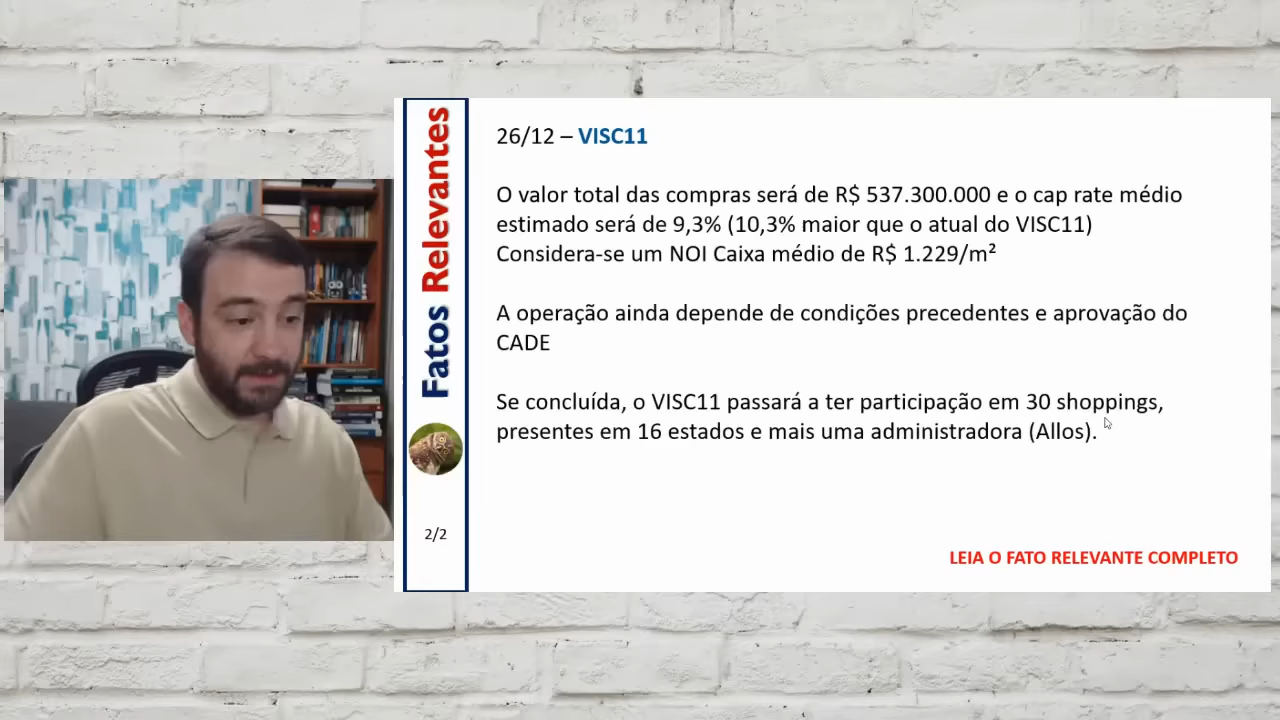 Fatos Relevantes
26/12 – VISC11
O valor total das compras será de R$ 537.300.000 e o cap rate médio
estimado será de 9,3% (10,3% maior que o atual do VISC11)
Considera-se um NOI Caixa médio de R$ 1.229/m²
A operação ainda depende de condições precedentes e aprovação do
CADE
Se concluída, o VISC11 passará a ter participação em 30 shoppings,
presentes em 16 estados e mais uma administradora (Allos).
2/2
LEIA O FATO RELEVANTE COMPLETO